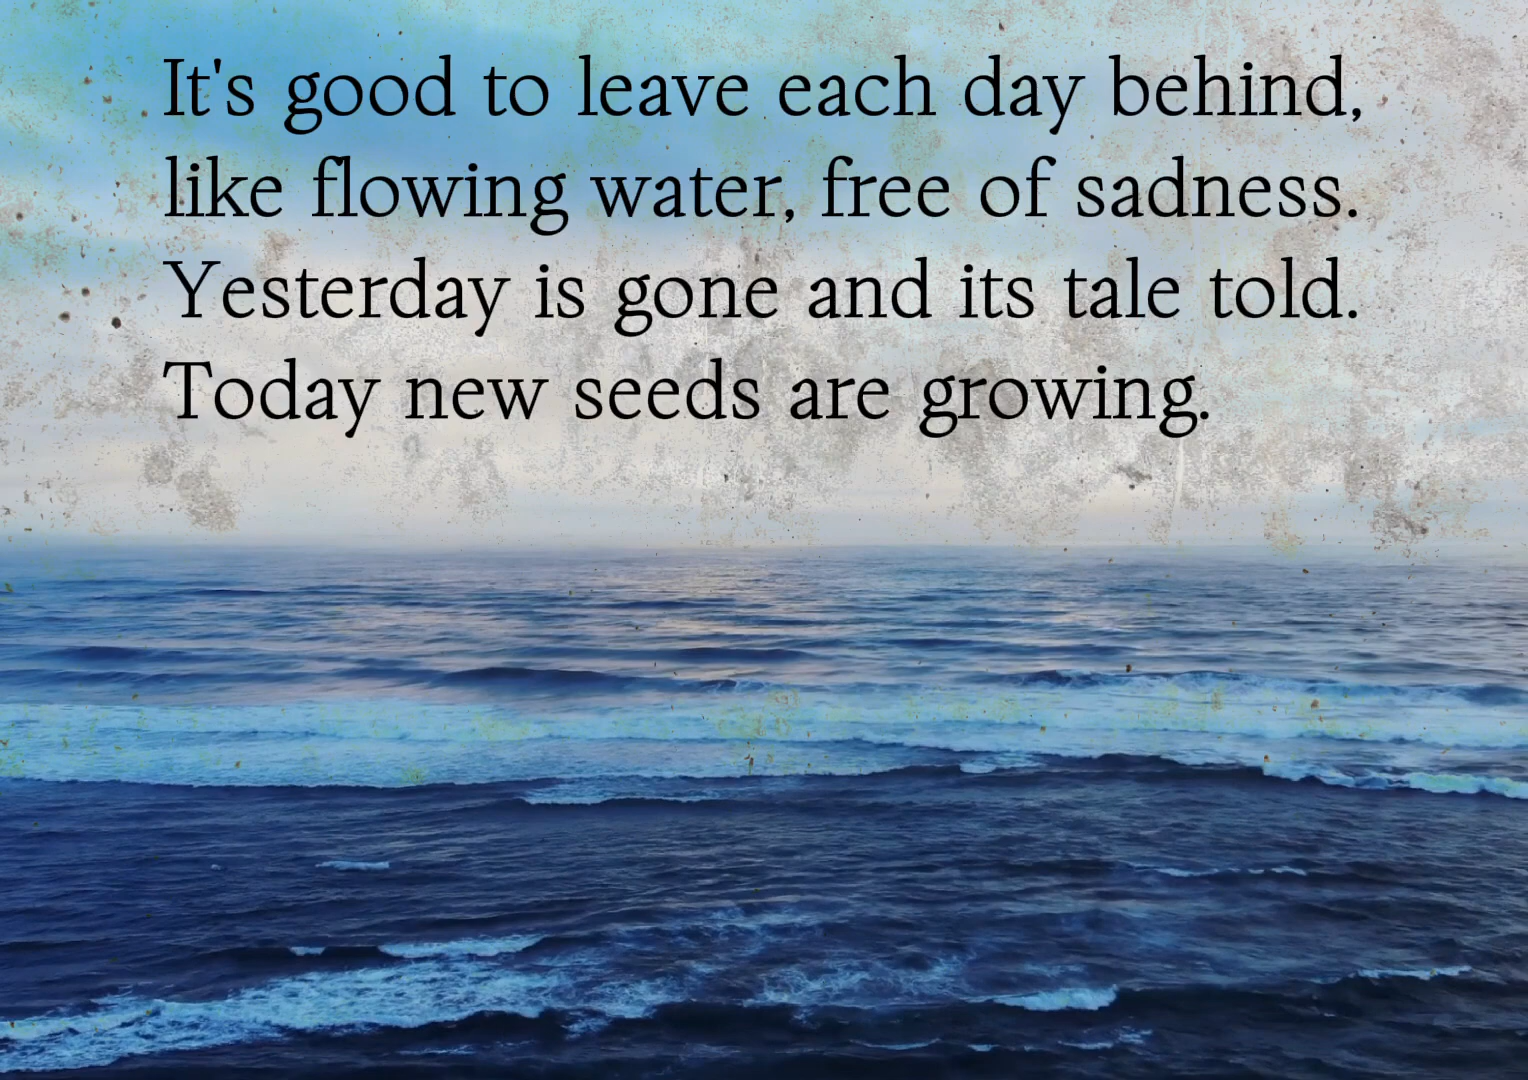 It's good to leave each day behind,
like flowing water, free of sadness.
Yesterday is gone and its tale told.
Today new seeds are growing.